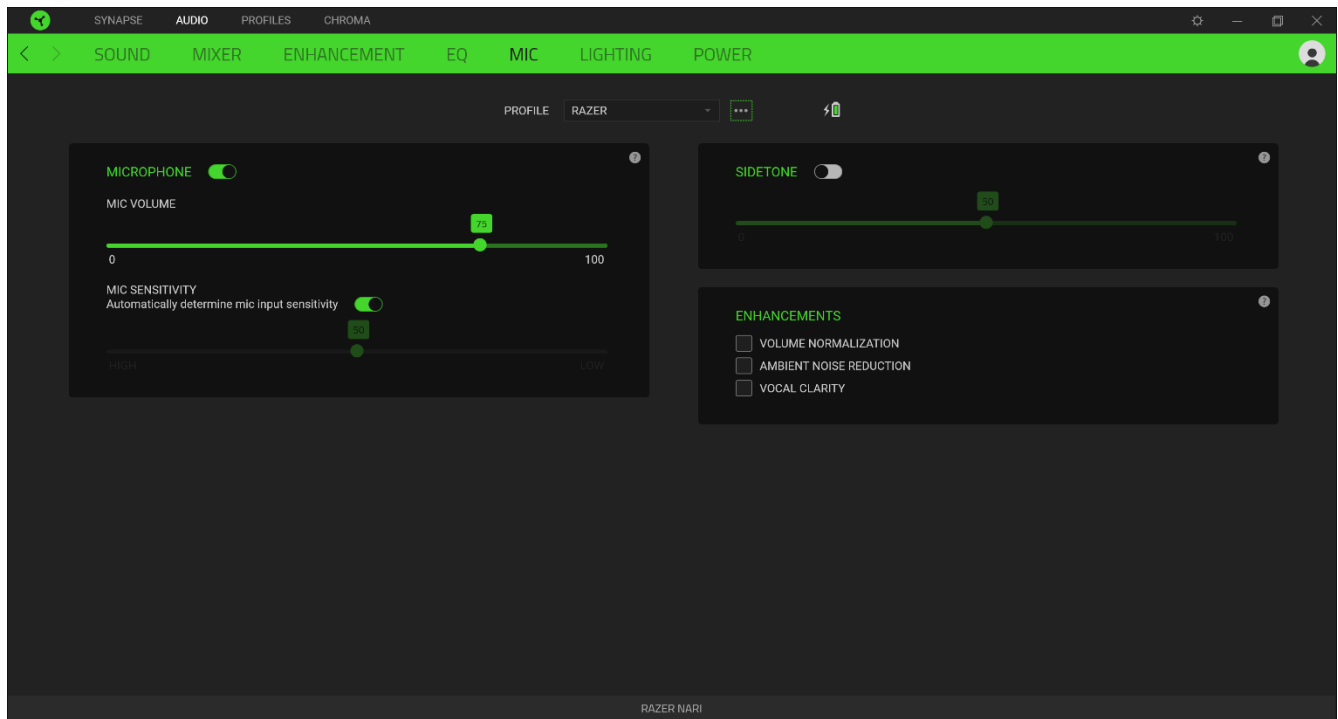 SYNAPSE AUDIO PROFILES CHROMA
SOUND MIXER ENHANCEMENT EQ MIC LIGHTING POWER
PROFILE RAZER
MICROPHONE
MIC VOLUME
75
0 100
MIC SENSITIVITY
Automatically determine mic input sensitivity
50
HIGH LOW
SIDETONE
50
0 100
ENHANCEMENTS
VOLUME NORMALIZATION
AMBIENT NOISE REDUCTION
VOCAL CLARITY
RAZER NARI